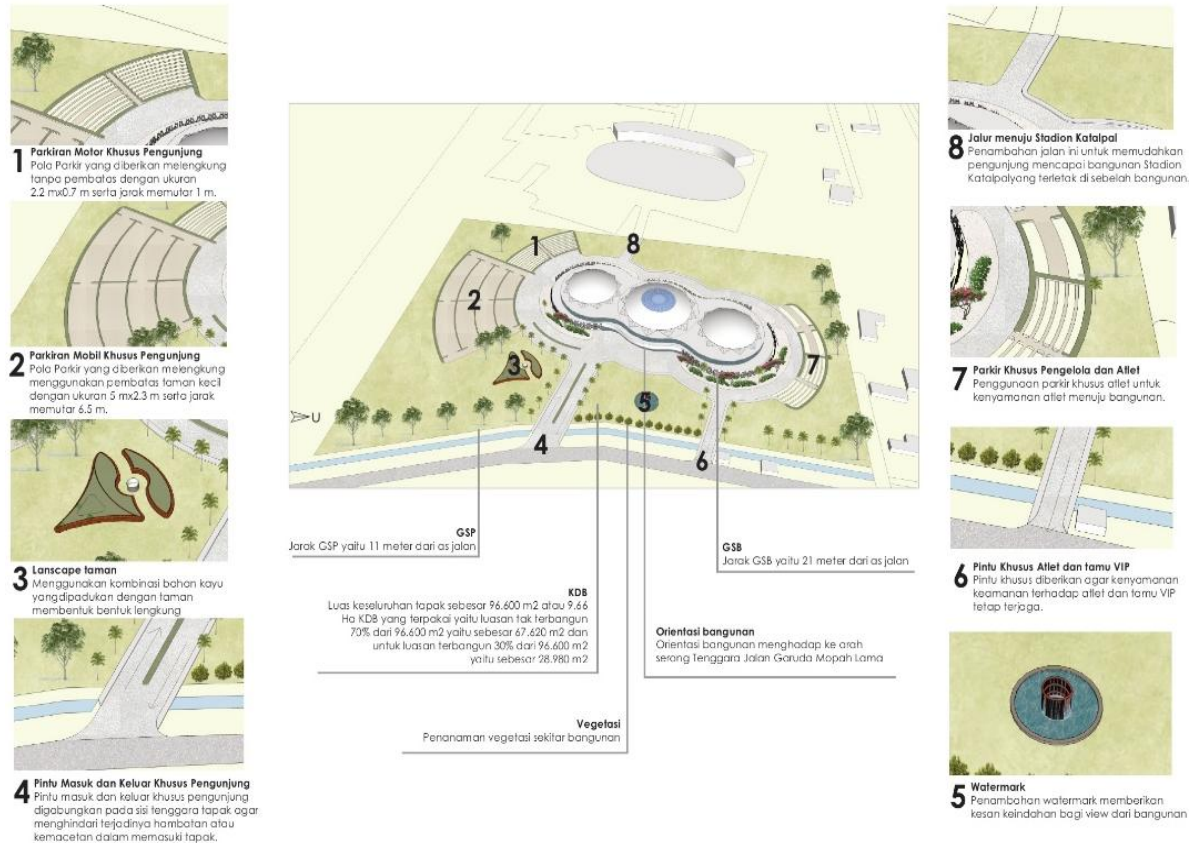 1 Parkiran Motor Khusus Pengunjung
Pola Parkir yang diberikan melengkung
tanpa pembatas dengan ukuran
2.2 mx0.7 m serta jarak memutar 1 m.
2 Parkiran Mobil Khusus Pengunjung
Pola Parkir yang diberikan melengkung
menggunakan pembatas taman kecil
dengan ukuran 5 mx2.3 m serta jarak
memutar 6.5 m.
3 Lanscape taman
Menggunakan kombinasi bahan kayu
yangdipadukan dengan taman
membentuk bentuk lengkung
4 Pintu Masuk dan Keluar Khusus Pengunjung
Pintu masuk dan keluar khusus pengunjung
digabungkan pada sisi tenggara tapak agar
menghindari terjadinya hambatan atau
kemacetan dalam memasuki tapak.
1
8
2
3
7
5
U
4
6
GSP
Jarak GSP yaitu 11 meter dari as jalan
GSB
Jarak GSB yaitu 21 meter dari as jalan
KDB
Luas keseluruhan tapak sebesar 96.600 m2 atau 9.66
Ha KDB yang terpakai yaitu luasan tak terbangun
70% dari 96.600 m2 yaitu sebesar 67.620 m2 dan
untuk luasan terbangun 30% dari 96.600 m2
yaitu sebesar 28.980 m2
Orientasi bangunan
Orientasi bangunan menghadap ke arah
serong Tenggara Jalan Garuda Mopah Lama
Vegetasi
Penanaman vegetasi sekitar bangunan
8 Jalur menuju Stadion Katalpal
Penambahan jalan ini untuk memudahkan
pengunjung mencapai bangunan Stadion
Katalpalyang terletak di sebelah bangunan.
7 Parkir Khusus Pengelola dan Atlet
Penggunaan parkir khusus atlet untuk
kenyamanan atlet menuju bangunan.
6 Pintu Khusus Atlet dan tamu VIP
Pintu khusus diberikan agar kenyamanan
keamanan terhadap atlet dan tamu VIP
tetap terjaga.
5 Watermark
Penambahan watermark memberikan
kesan keindahan bagi view dari bangunan